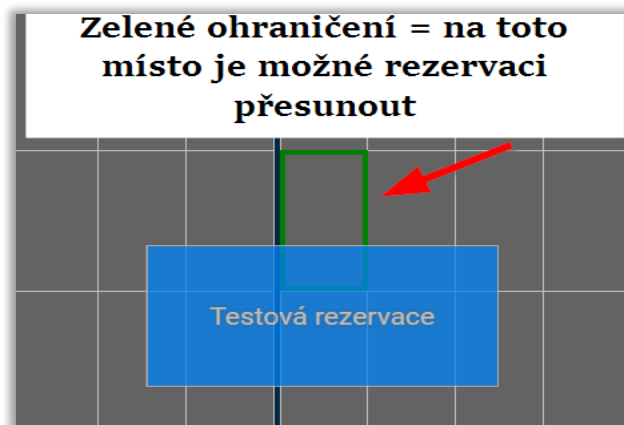 Zelené ohraničení = na toto
místo je možné rezervaci
přesunout
Testová rezervace